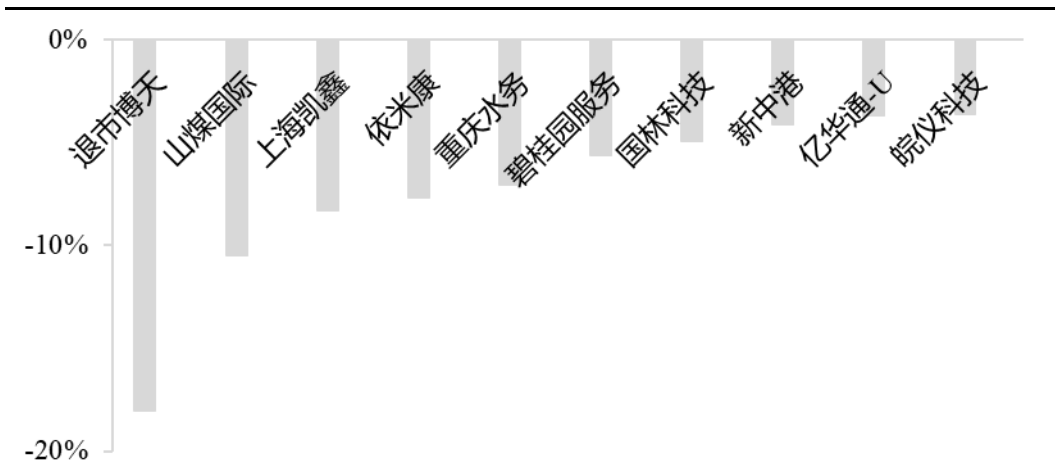 0%
-10%
-20%
退市博天
山煤国际
上海凯鑫
依米康
重庆水务
碧桂园服务
国林科技
新中港
亿华通-U
皖仪科技